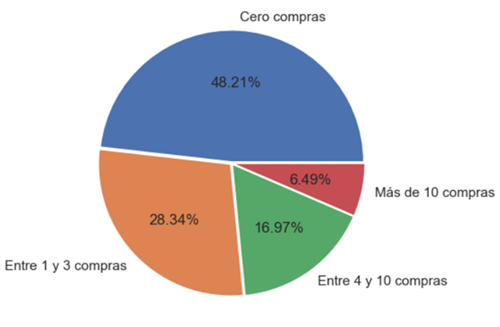 Cero compras
48.21%
6.49%
Más de 10 compras
28.34%
16.97%
Entre 1 y 3 compras
Entre 4 y 10 compras